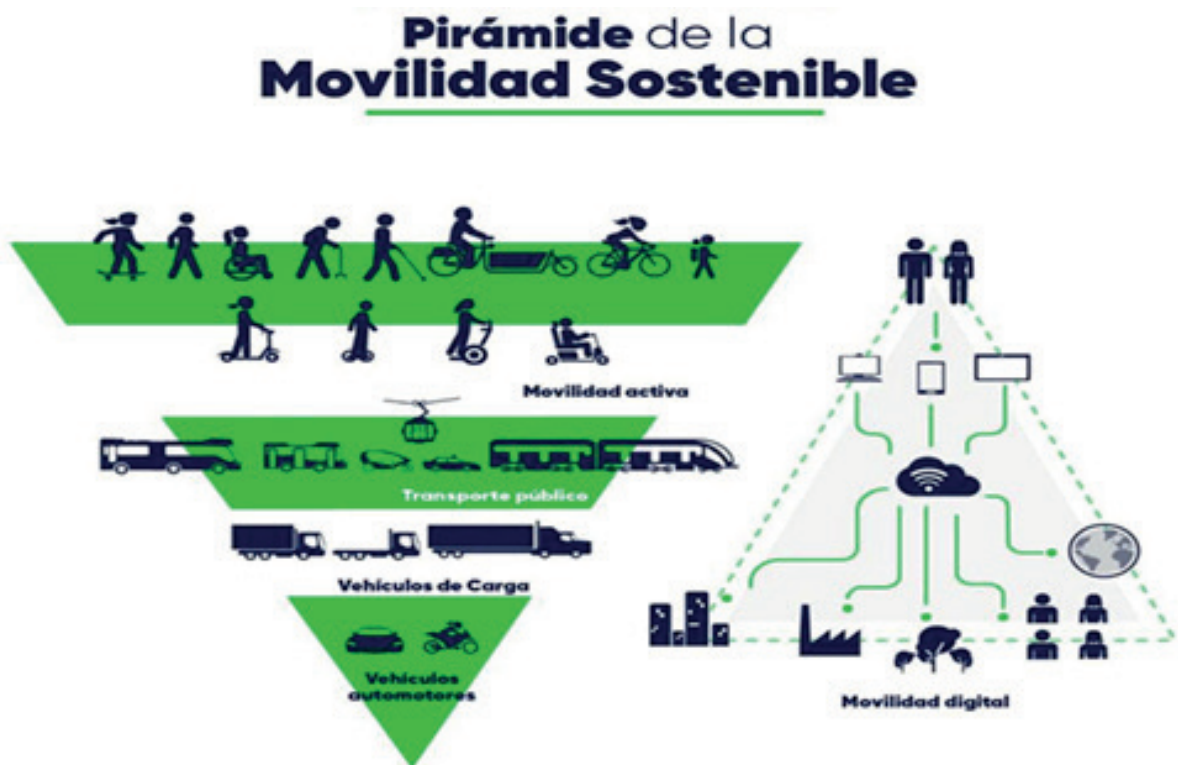 Pirámide de la
Movilidad Sostenible
Movilidad activa
Transporte público
Vehículos de Carga
Vehículos
automotores
Movilidad digital